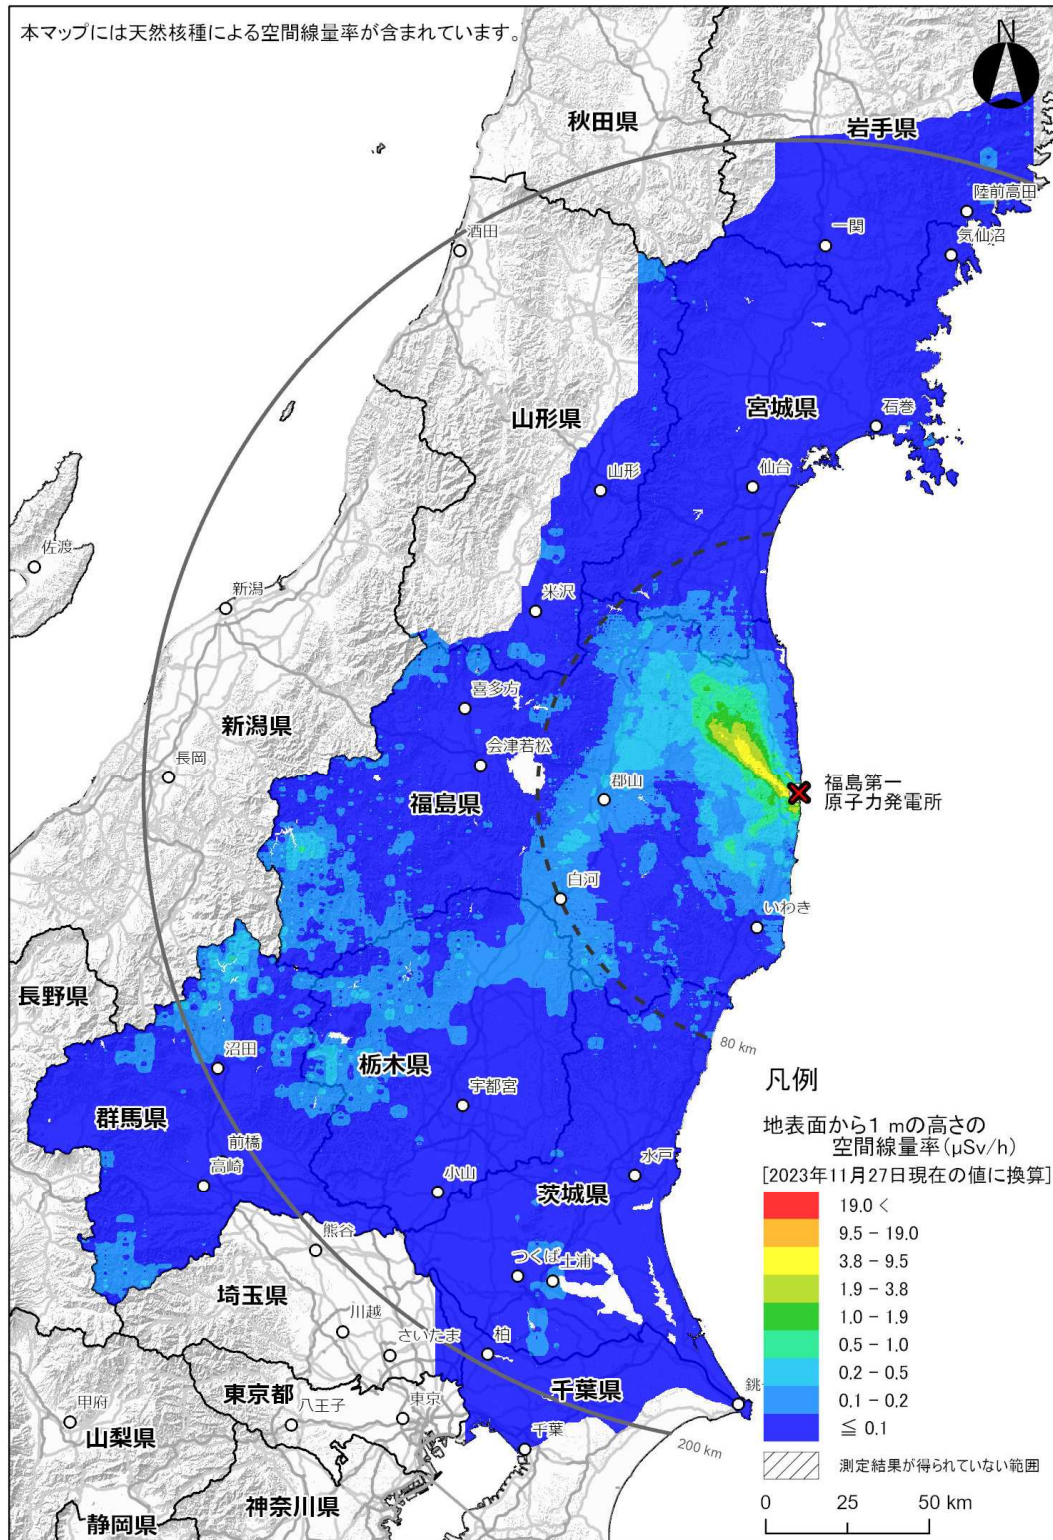 本マップには天然核種による空間線量率が含まれています。
N
秋田県
岩手県
陸前高田
一関
気仙沼
酒田
山形県
宮城県
石巻
山形
仙台
佐渡
新潟
米沢
喜多方
新潟県
会津若松
長岡
福島県
郡山
福島第一
原子力発電所
白河
いわき
長野県
80 km
沼田
栃木県
宇都宮
群馬県
前橋
高崎
小山
水戸
茨城県
熊谷
つくば
土浦
埼玉県
川越
さいたま
柏
東京都
八王子
東京
千葉県
銚
甲府
山梨県
千葉
200 km
神奈川県
静岡県
凡例
地表面から1 mの高さの
空間線量率(μSv/h)
[2023年11月27日現在の値に換算]
19.0 <
9.5 - 19.0
3.8 - 9.5
1.9 - 3.8
1.0 - 1.9
0.5 - 1.0
0.2 - 0.5
0.1 - 0.2
≦ 0.1
測定結果が得られていない範囲
0 25 50 km